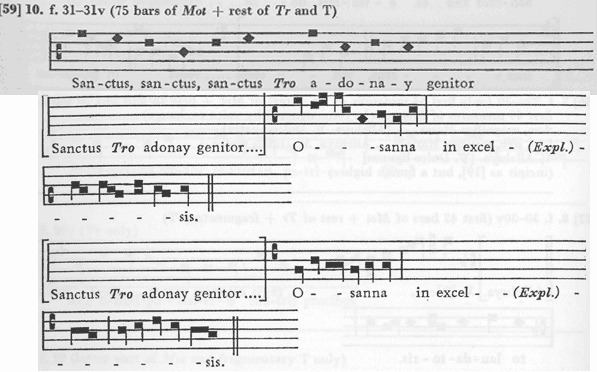 [59] 10. f. 31–31v (75 bars of Mot + rest of Tr and T)
San-ctus, san-ctus, san-ctus Tro a - do - na - y genitor
[Sanctus Tro adonay genitor....] O - - -sanna in excel (Expl.) -
- - - - sis.
[Sanctus Tro adonay genitor....] O - - sanna in excel - - (Expl.) -
- - - - - sis.